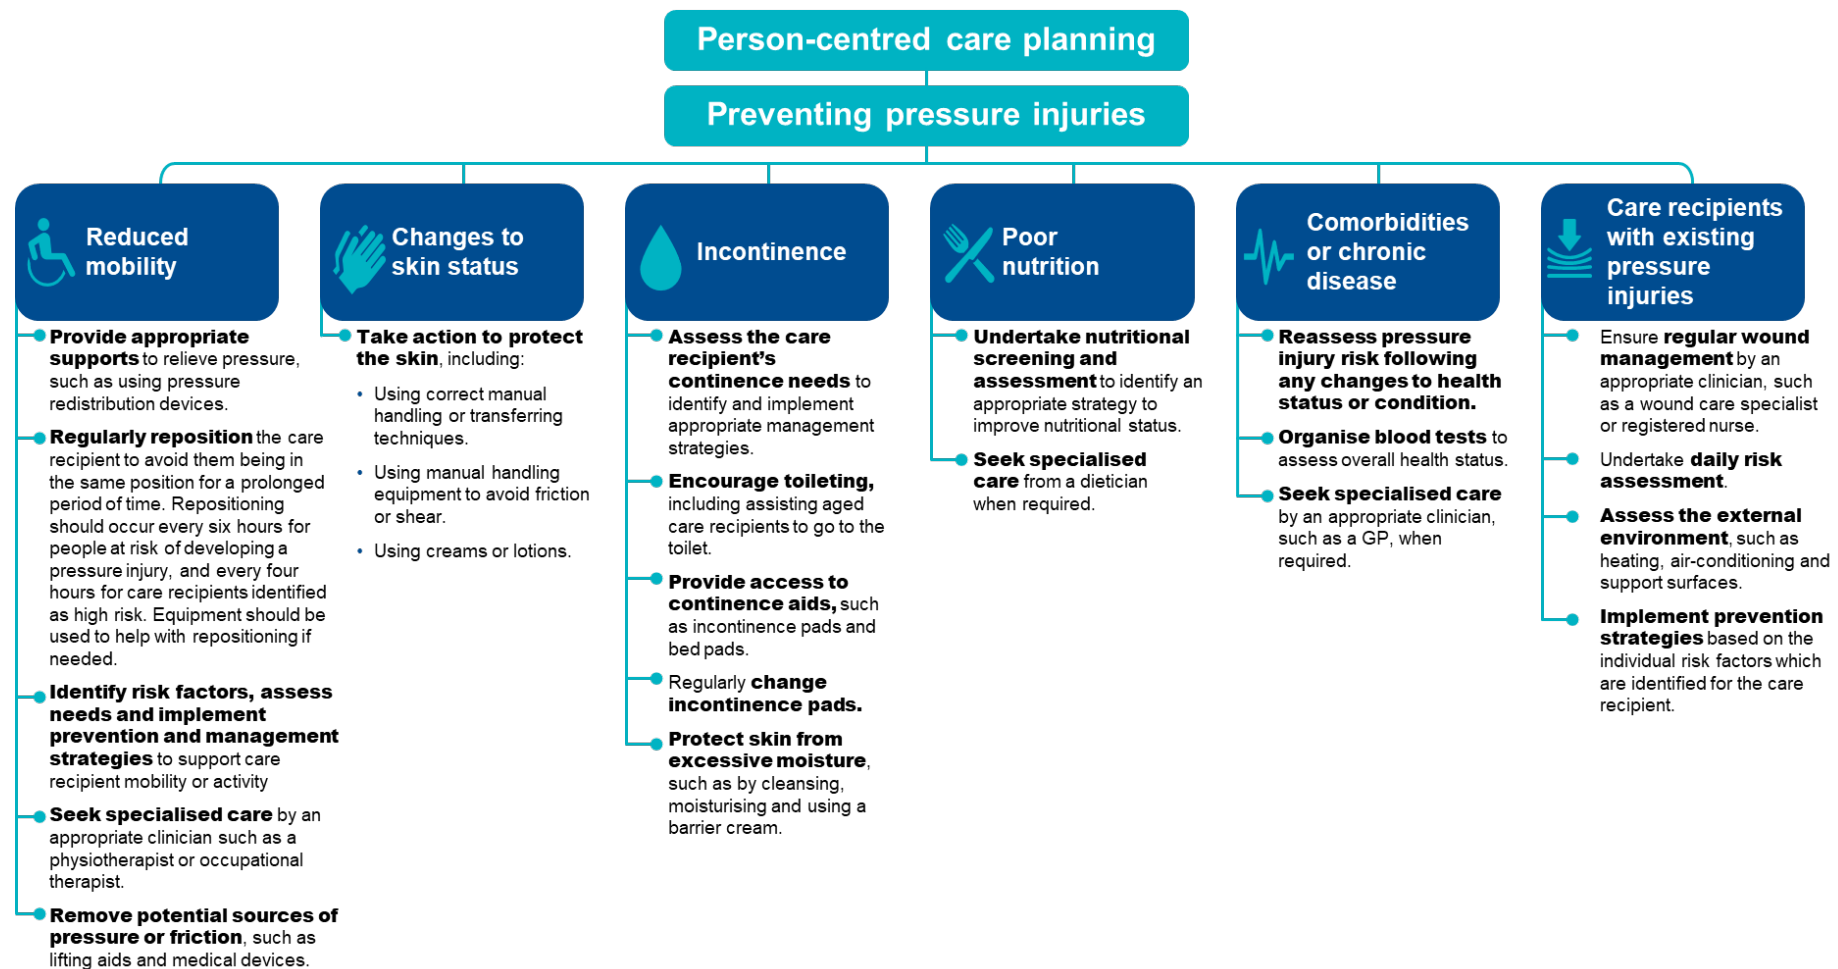 Person-centred care planning
Preventing pressure injuries
Reduced
mobility
Provide appropriate
supports to relieve pressure,
such as using pressure
redistribution devices.
Regularly reposition the care
recipient to avoid them being in
the same position for a prolonged
period of time. Repositioning
should occur every six hours for
people at risk of developing a
pressure injury, and every four
hours for care recipients identified
as high risk. Equipment should be
used to help with repositioning if
needed.
Identify risk factors, assess
needs and implement
prevention and management
strategies to support care
recipient mobility or activity
Seek specialised care by an
appropriate clinician such as a
physiotherapist or occupational
therapist.
Remove potential sources of
pressure or friction, such as
lifting aids and medical devices.
Changes to
skin status
Take action to protect
the skin, including:
• Using correct manual
handling or transferring
techniques.
• Using manual handling
equipment to avoid friction
or shear.
• Using creams or lotions.
Incontinence
Assess the care
recipient's
continence needs to
identify and implement
appropriate management
strategies.
Encourage toileting,
including assisting aged
care recipients to go to the
toilet.
Provide access to
continence aids, such
as incontinence pads and
bed pads.
Regularly change
incontinence pads.
Protect skin from
excessive moisture,
such as by cleansing,
moisturising and using a
barrier cream.
Poor
nutrition
Undertake nutritional
screening and
assessment to identify an
appropriate strategy to
improve nutritional status.
Seek specialised
care from a dietician
when required.
Comorbidities
or chronic
disease
Reassess pressure
injury risk following
any changes to health
status or condition.
Organise blood tests to
assess overall health status.
Seek specialised care
by an appropriate clinician,
such as a GP, when
required.
Care recipients
with existing
pressure
injuries
Ensure regular wound
management by an
appropriate clinician, such
as a wound care specialist
or registered nurse.
Undertake daily risk
assessment.
Assess the external
environment, such as
heating, air-conditioning and
support surfaces.
Implement prevention
strategies based on the
individual risk factors which
are identified for the care
recipient.